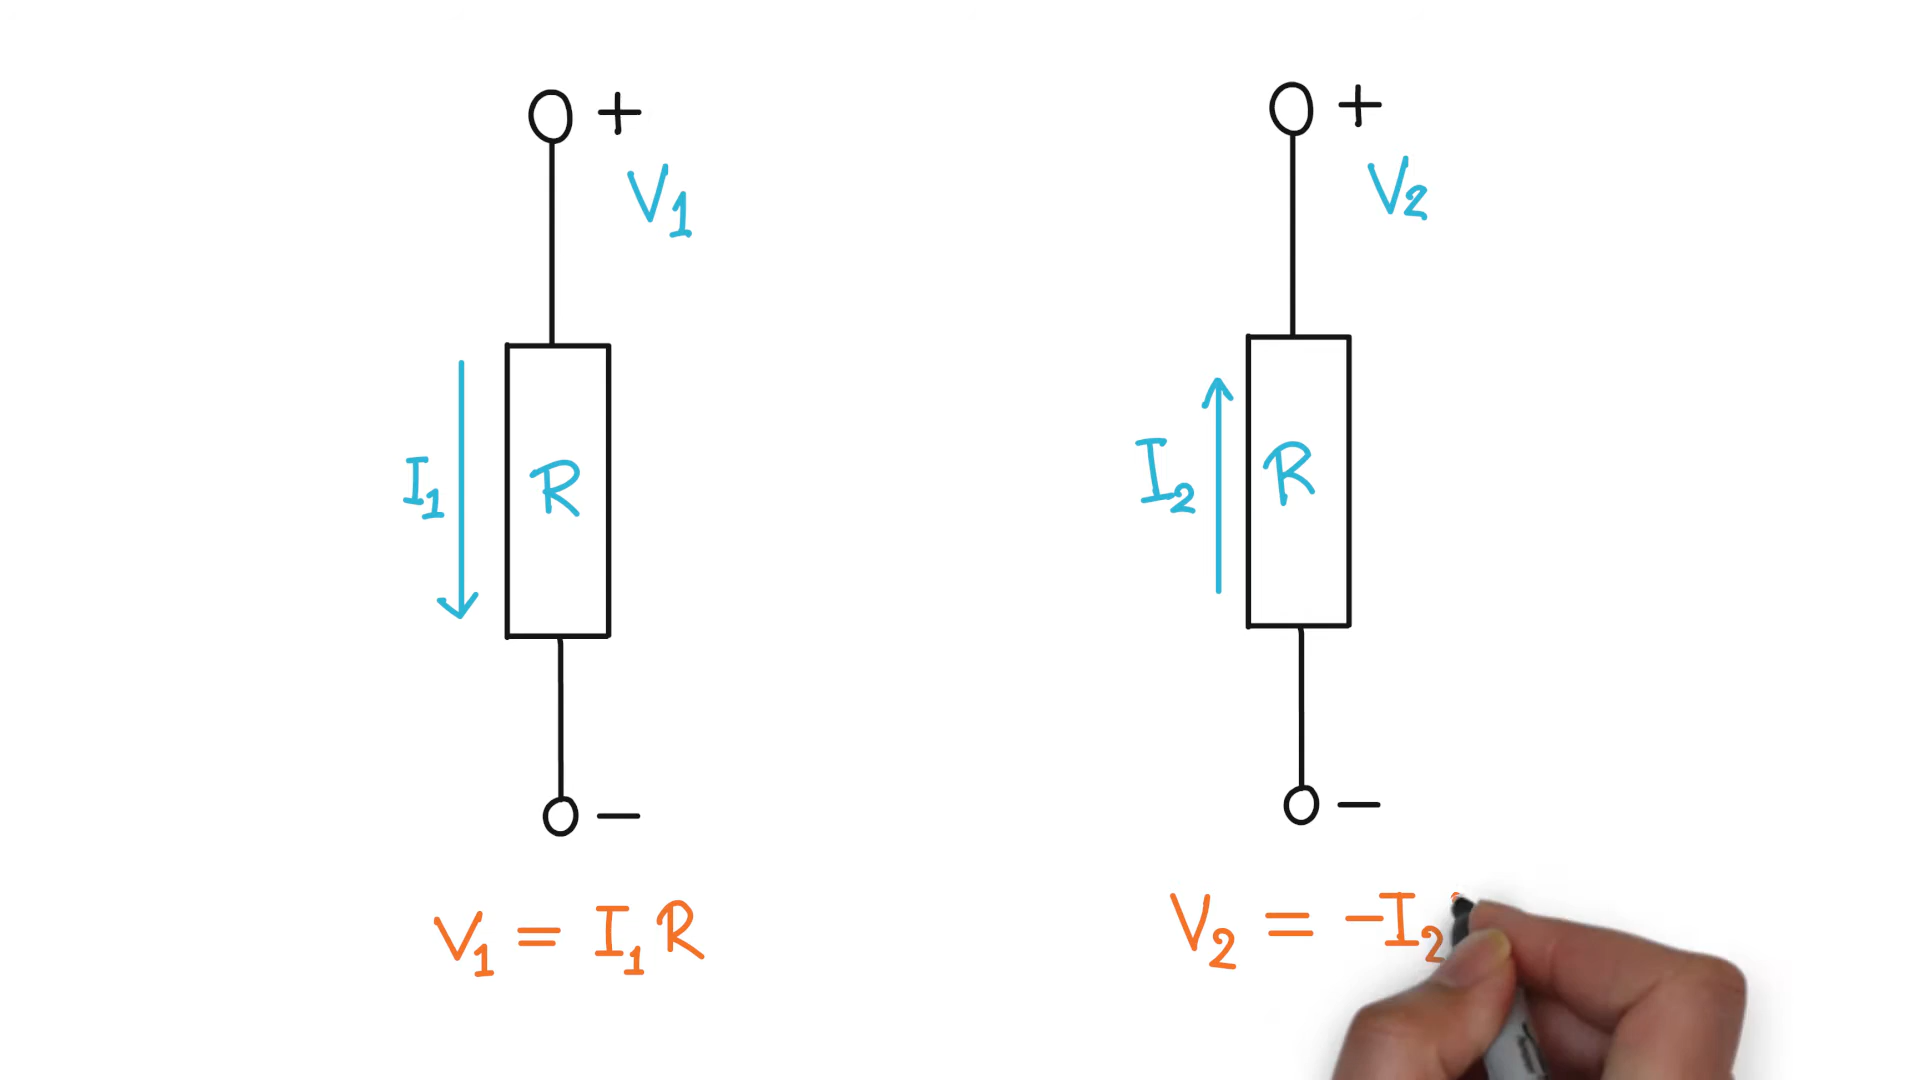 + +
V₁ V₂
I₁ R I₂ R
− −
V₁ = I₁R V₂ = −I₂